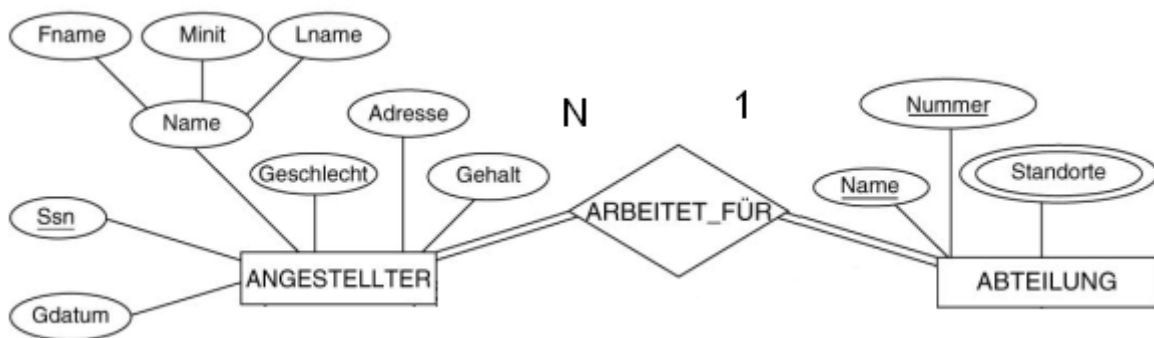 Fname
Minit
Lname
Name
Adresse
N
1
Nummer
Geschlecht
Gehalt
Name
Standorte
Ssn
ARBEITET_FÜR
ANGESTELLTER
ABTEILUNG
Gdatum